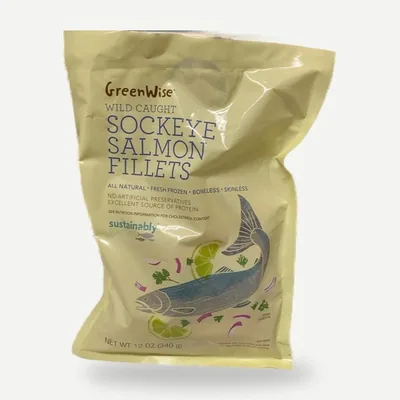 GreenWise
WILD CAUGHT
SOCKEYE
SALMON
FILLETS
ALL NATURAL • FRESH FROZEN • BONELESS • SKINLESS
NO ARTIFICIAL PRESERVATIVES
EXCELLENT SOURCE OF PROTEIN
SEE NUTRITION INFORMATION FOR CHOLESTEROL CONTENT
sustainably
NET WT 12 OZ (340 g)